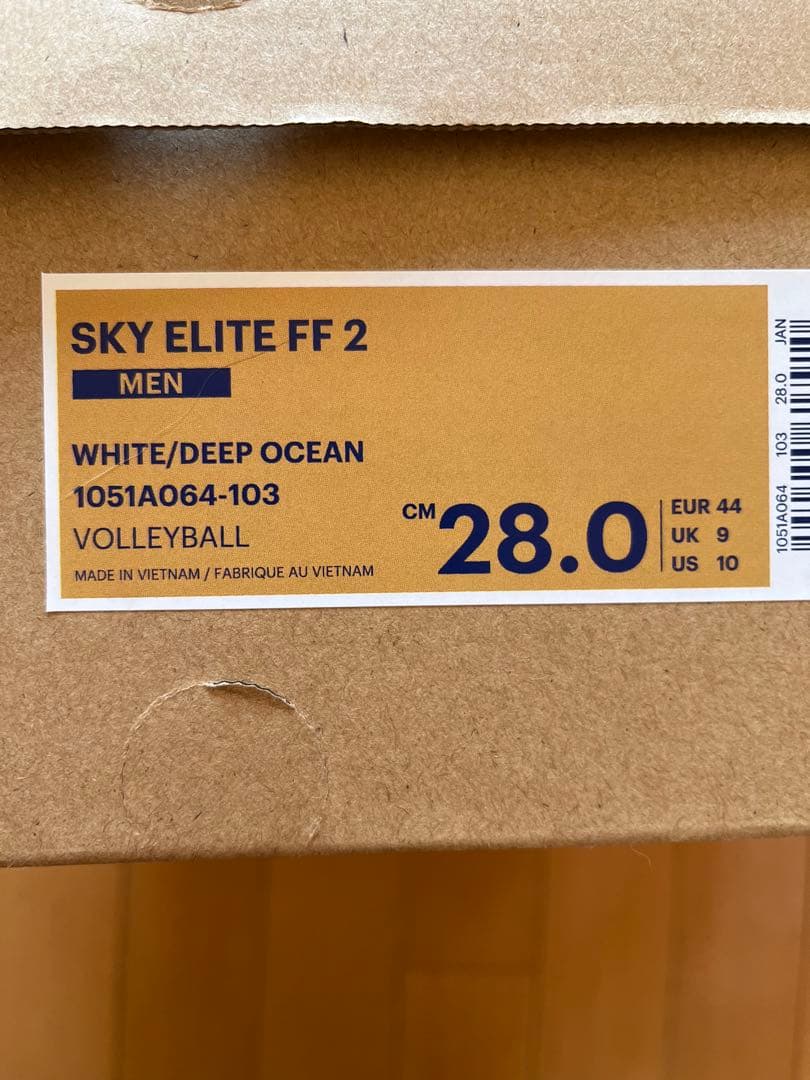 SKY ELITE FF 2
MEN
WHITE/DEEP OCEAN
1051A064-103
VOLLEYBALL
MADE IN VIETNAM / FABRIQUE AU VIETNAM
CM 28.0
EUR 44
UK 9
US 10
1051A064 103 28.0 JAN